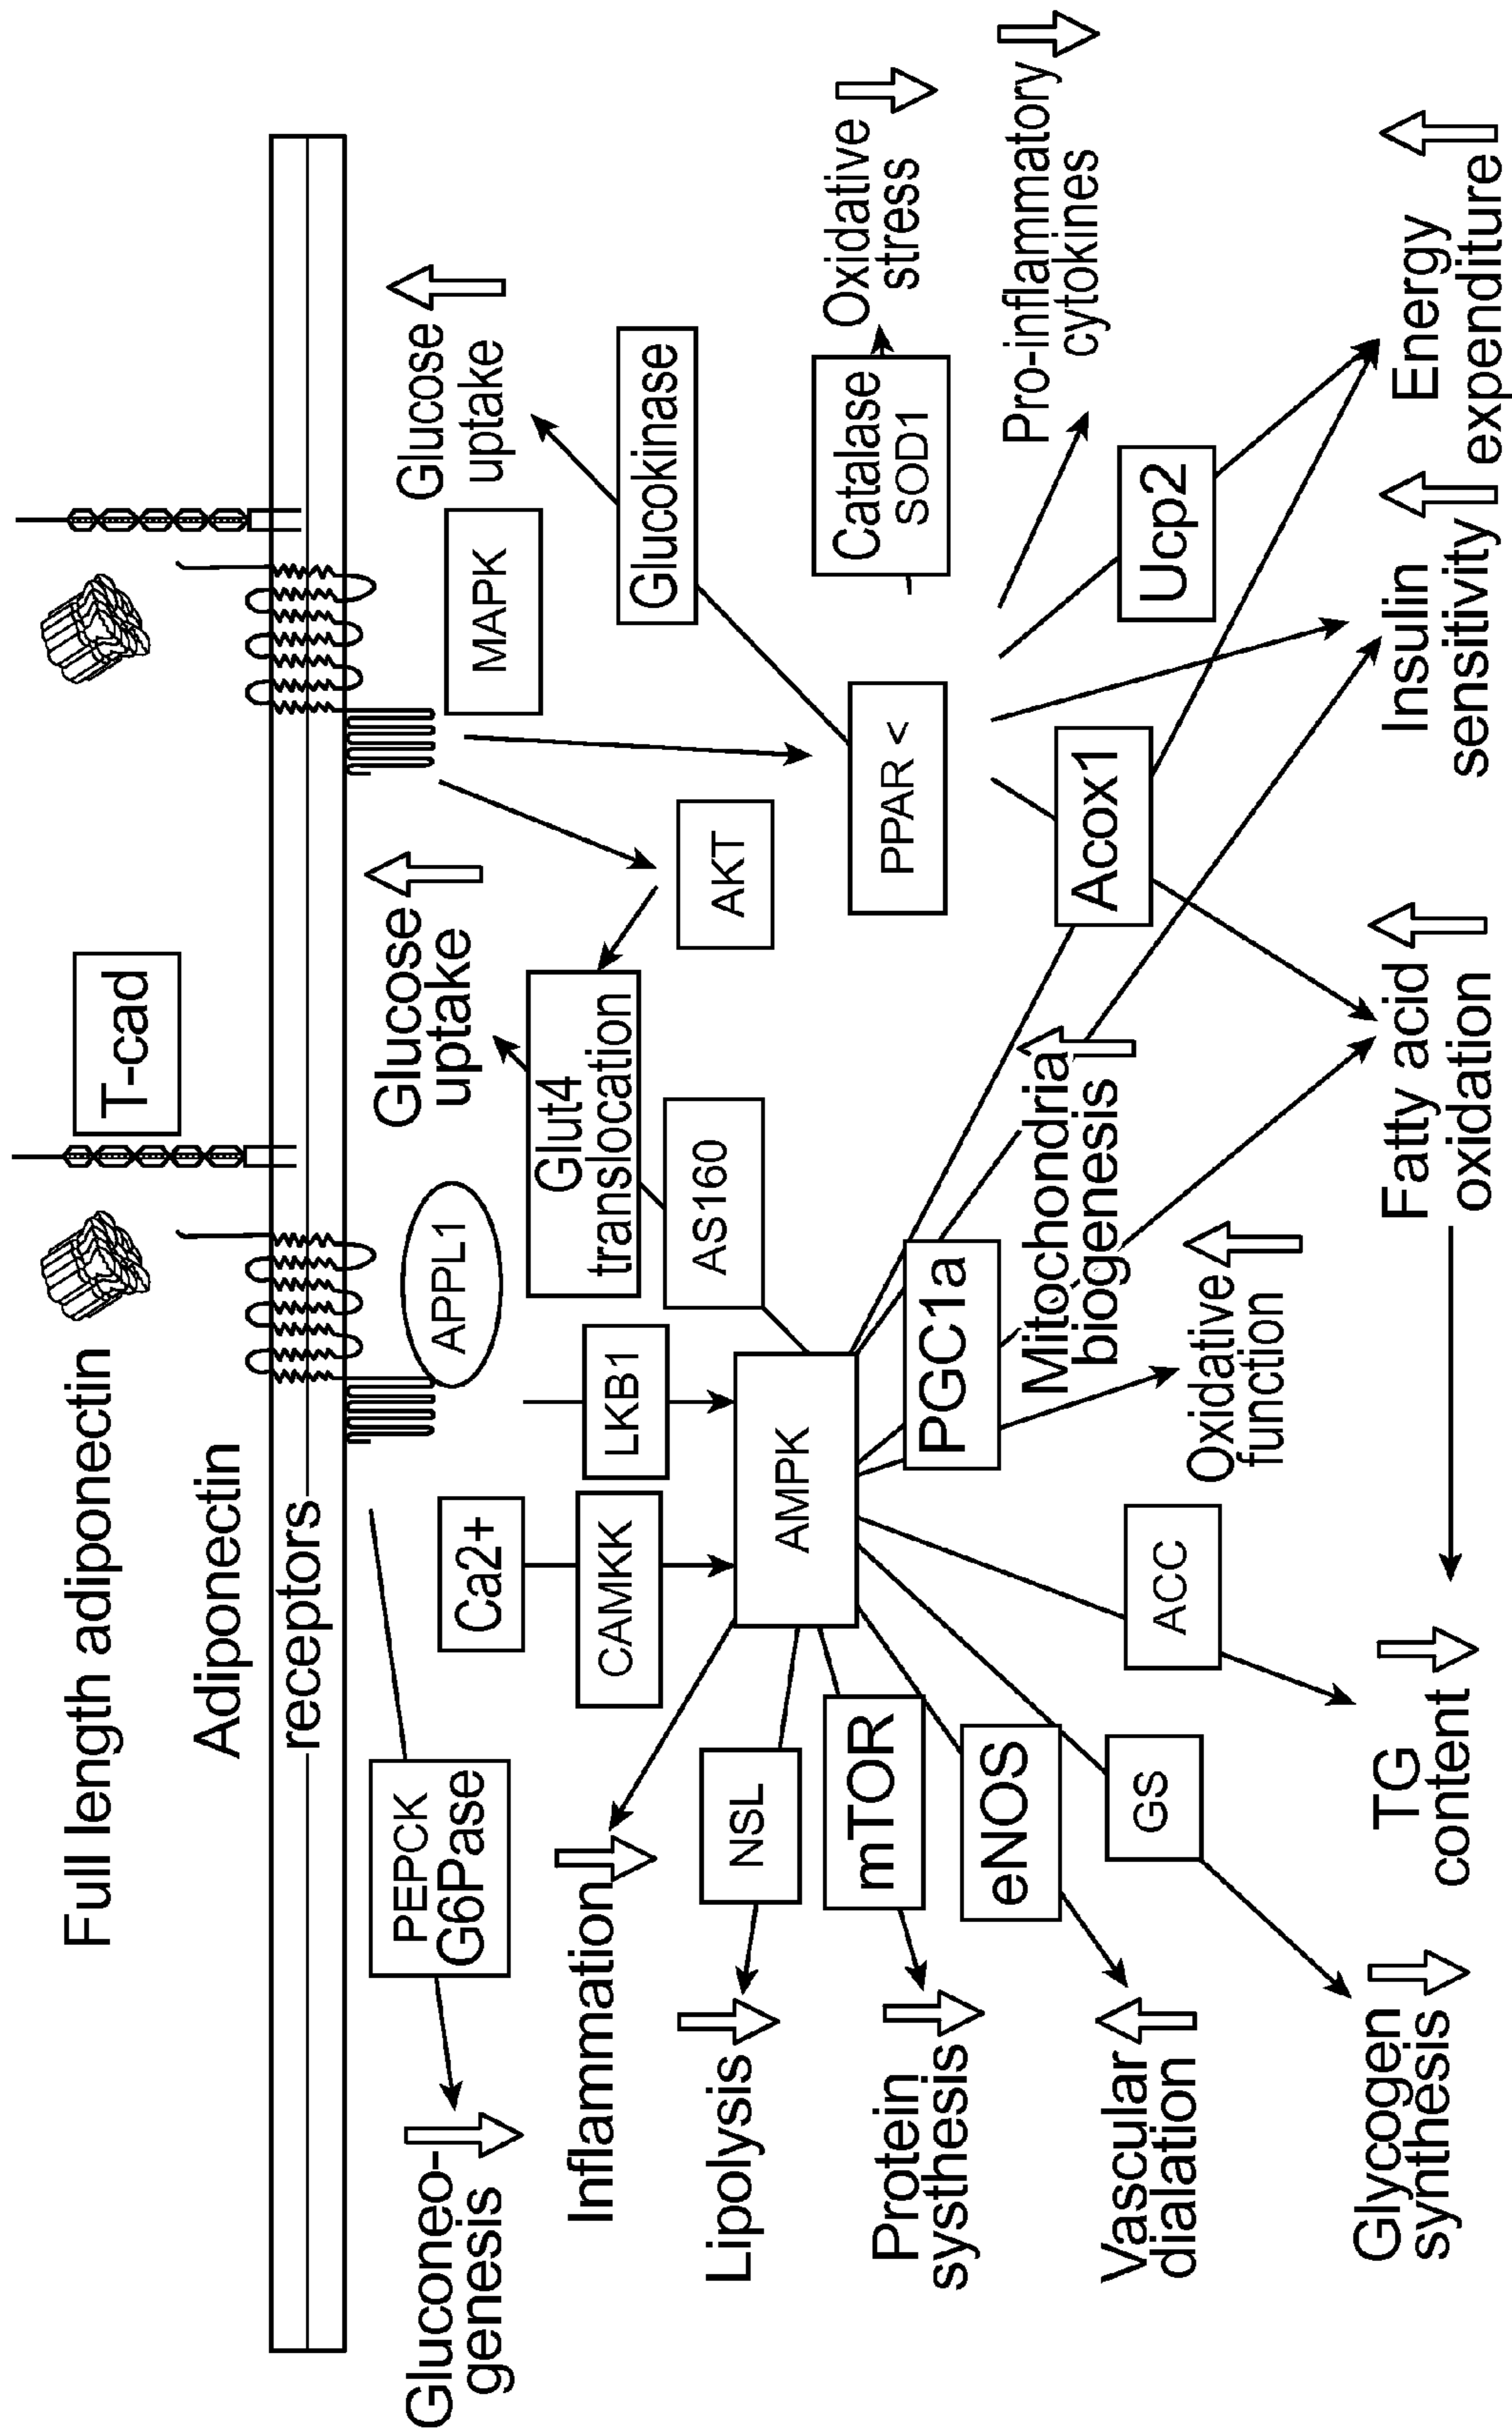 Full length adiponectin
T-cad
Adiponectin
receptors
APPL1
MAPK
Glucose
uptake
Glucose
uptake
PEPCK
G6Pase
Gluconeo-
genesis
Ca2+
CAMKK
LKB1
Glut4
translocation
AS160
AKT
Glucokinase
Inflammation
NSL
Lipolysis
AMPK
PPAR <
Catalase
SOD1
Oxidative
stress
mTOR
Protein
systhesis
eNOS
Vascular
dialation
PGC1a
Mitochondria
biogenesis
Pro-inflammatory
cytokines
GS
ACC
Oxidative
function
Acox1
Ucp2
Glycogen
synthesis
TG
content
Fatty acid
oxidation
Insulin
sensitivity
Energy
expenditure